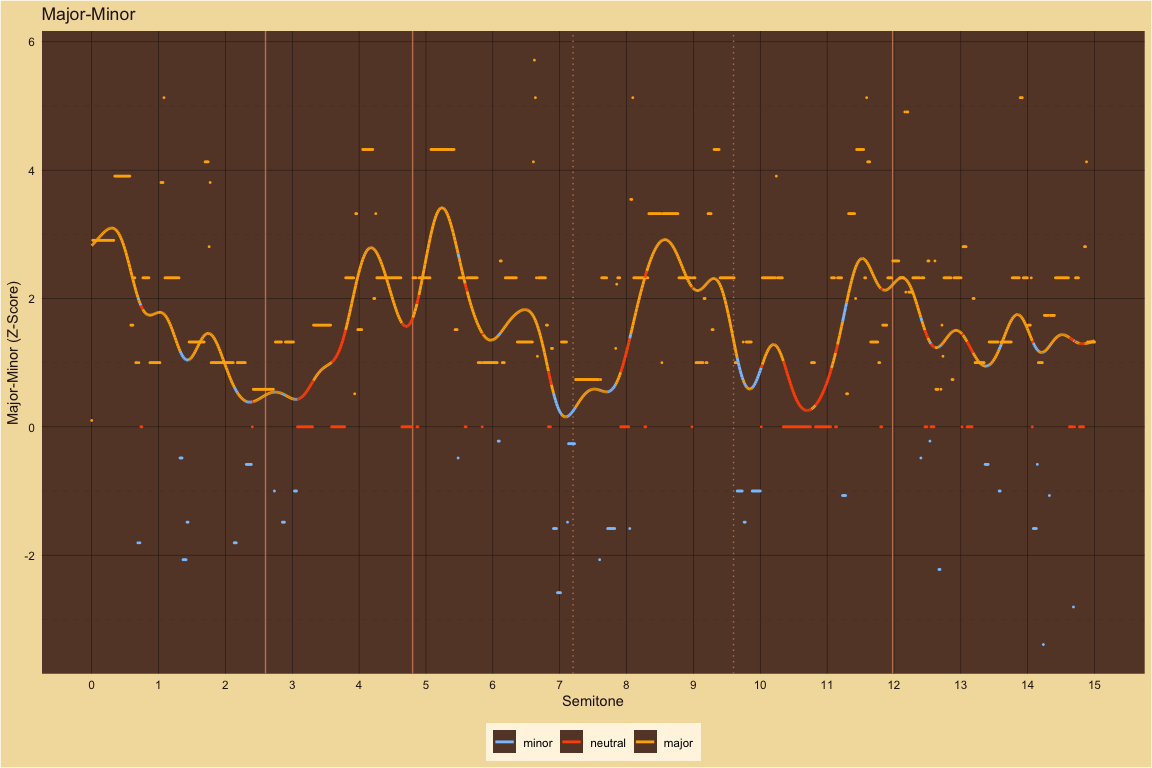 Major-Minor
Major-Minor (Z-Score)
6
4
2
0
-2
0 1 2 3 4 5 6 7 8 9 10 11 12 13 14 15
Semitone
minor neutral major